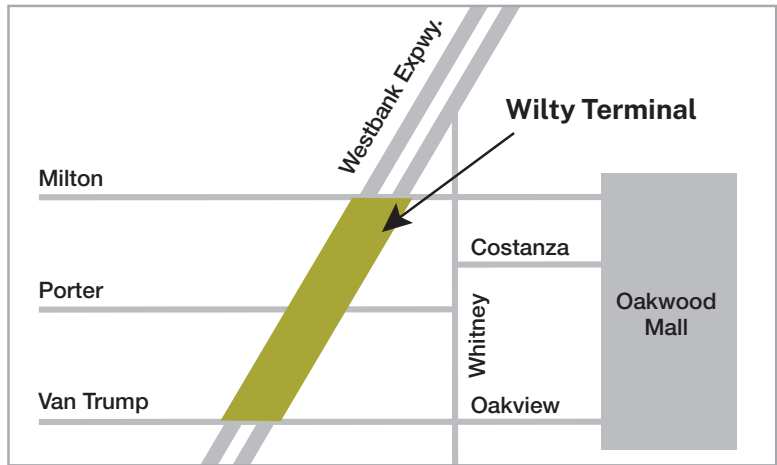 Westbank Expwy.
Wilty Terminal
Milton
Costanza
Porter
Whitney
Oakwood
Mall
Van Trump
Oakview